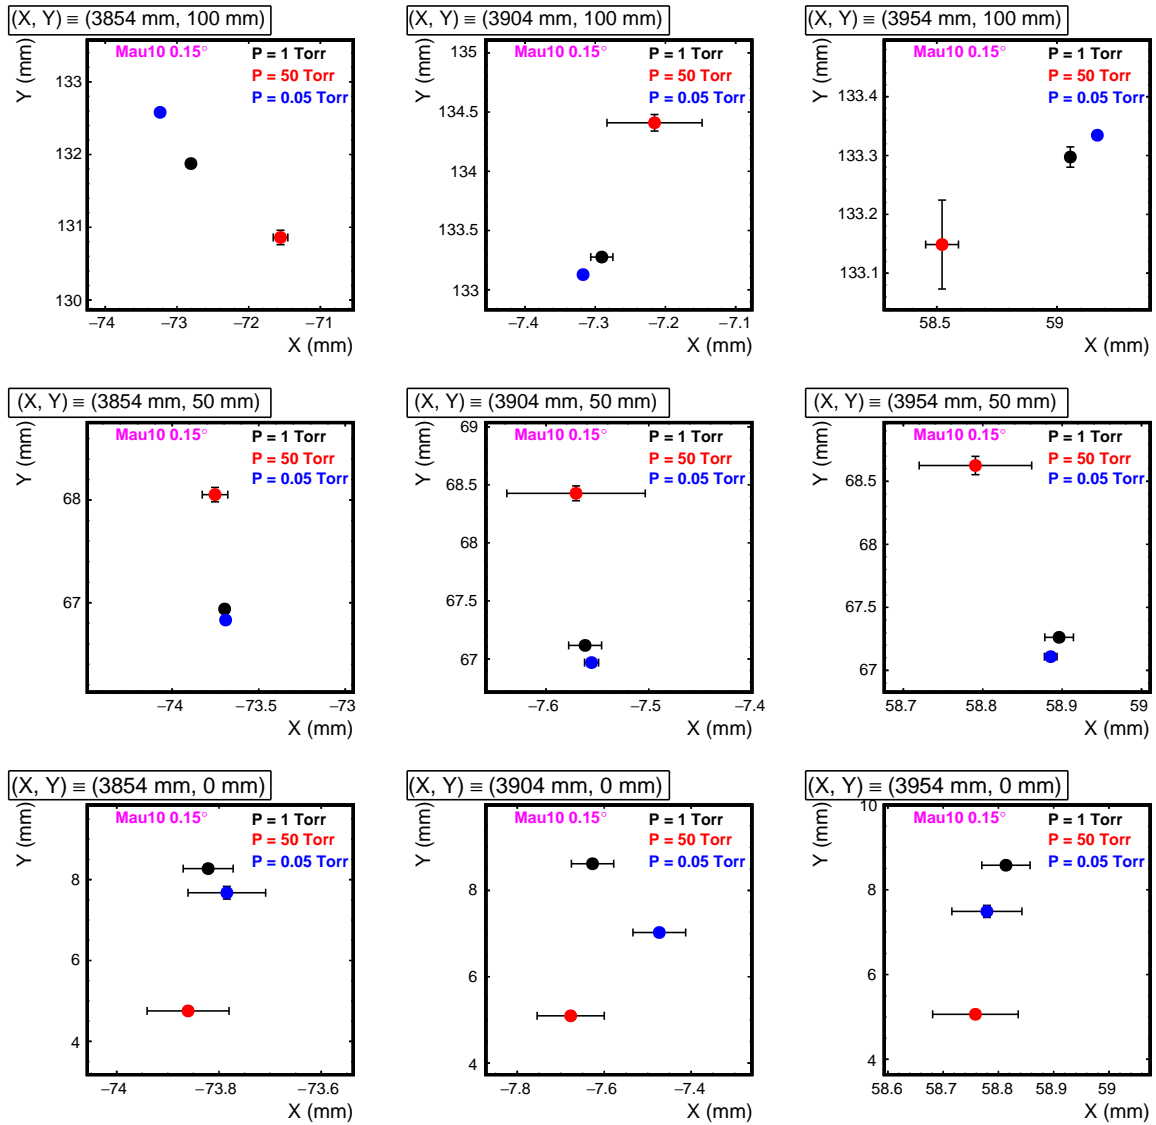 (X, Y) ≡ (3854 mm, 100 mm)
Y (mm)
Mau10 0.15°
P = 1 Torr
P = 50 Torr
P = 0.05 Torr
133
132
131
130
−74 −73 −72 −71
X (mm)
(X, Y) ≡ (3904 mm, 100 mm)
Y (mm)
Mau10 0.15°
P = 1 Torr
P = 50 Torr
P = 0.05 Torr
135
134.5
134
133.5
133
−7.4 −7.3 −7.2 −7.1
X (mm)
(X, Y) ≡ (3954 mm, 100 mm)
Y (mm)
Mau10 0.15°
P = 1 Torr
P = 50 Torr
P = 0.05 Torr
133.4
133.3
133.2
133.1
58.5 59
X (mm)
(X, Y) ≡ (3854 mm, 50 mm)
Y (mm)
Mau10 0.15°
P = 1 Torr
P = 50 Torr
P = 0.05 Torr
68
67
−74 −73.5 −73
X (mm)
(X, Y) ≡ (3904 mm, 50 mm)
Y (mm)
Mau10 0.15°
P = 1 Torr
P = 50 Torr
P = 0.05 Torr
69
68.5
68
67.5
67
−7.6 −7.5 −7.4
X (mm)
(X, Y) ≡ (3954 mm, 50 mm)
Y (mm)
Mau10 0.15°
P = 1 Torr
P = 50 Torr
P = 0.05 Torr
68.5
68
67.5
67
58.7 58.8 58.9 59
X (mm)
(X, Y) ≡ (3854 mm, 0 mm)
Y (mm)
Mau10 0.15°
P = 1 Torr
P = 50 Torr
P = 0.05 Torr
8
6
4
−74 −73.8 −73.6
X (mm)
(X, Y) ≡ (3904 mm, 0 mm)
Y (mm)
Mau10 0.15°
P = 1 Torr
P = 50 Torr
P = 0.05 Torr
8
6
4
−7.8 −7.6 −7.4
X (mm)
(X, Y) ≡ (3954 mm, 0 mm)
Y (mm)
Mau10 0.15°
P = 1 Torr
P = 50 Torr
P = 0.05 Torr
10
8
6
4
58.6 58.7 58.8 58.9 59
X (mm)